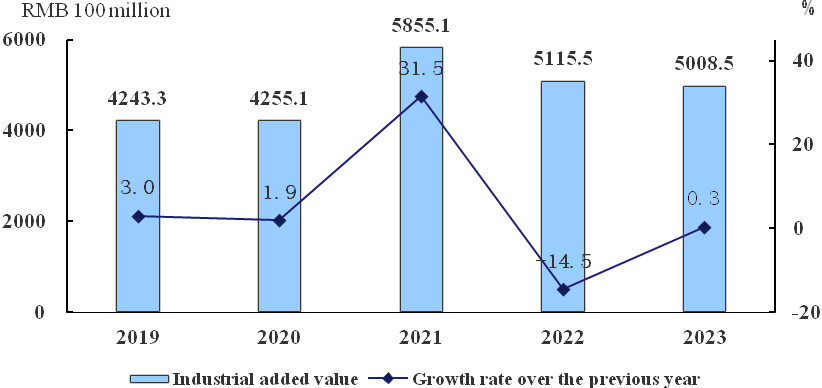 RMB 100 million %
6000 4243.3 4255.1 5855.1 5115.5 5008.5 40
4000 31.5 20
3.0 1.9 0.3
2000 0
-14.5
0 -20
2019 2020 2021 2022 2023
Industrial added value Growth rate over the previous year